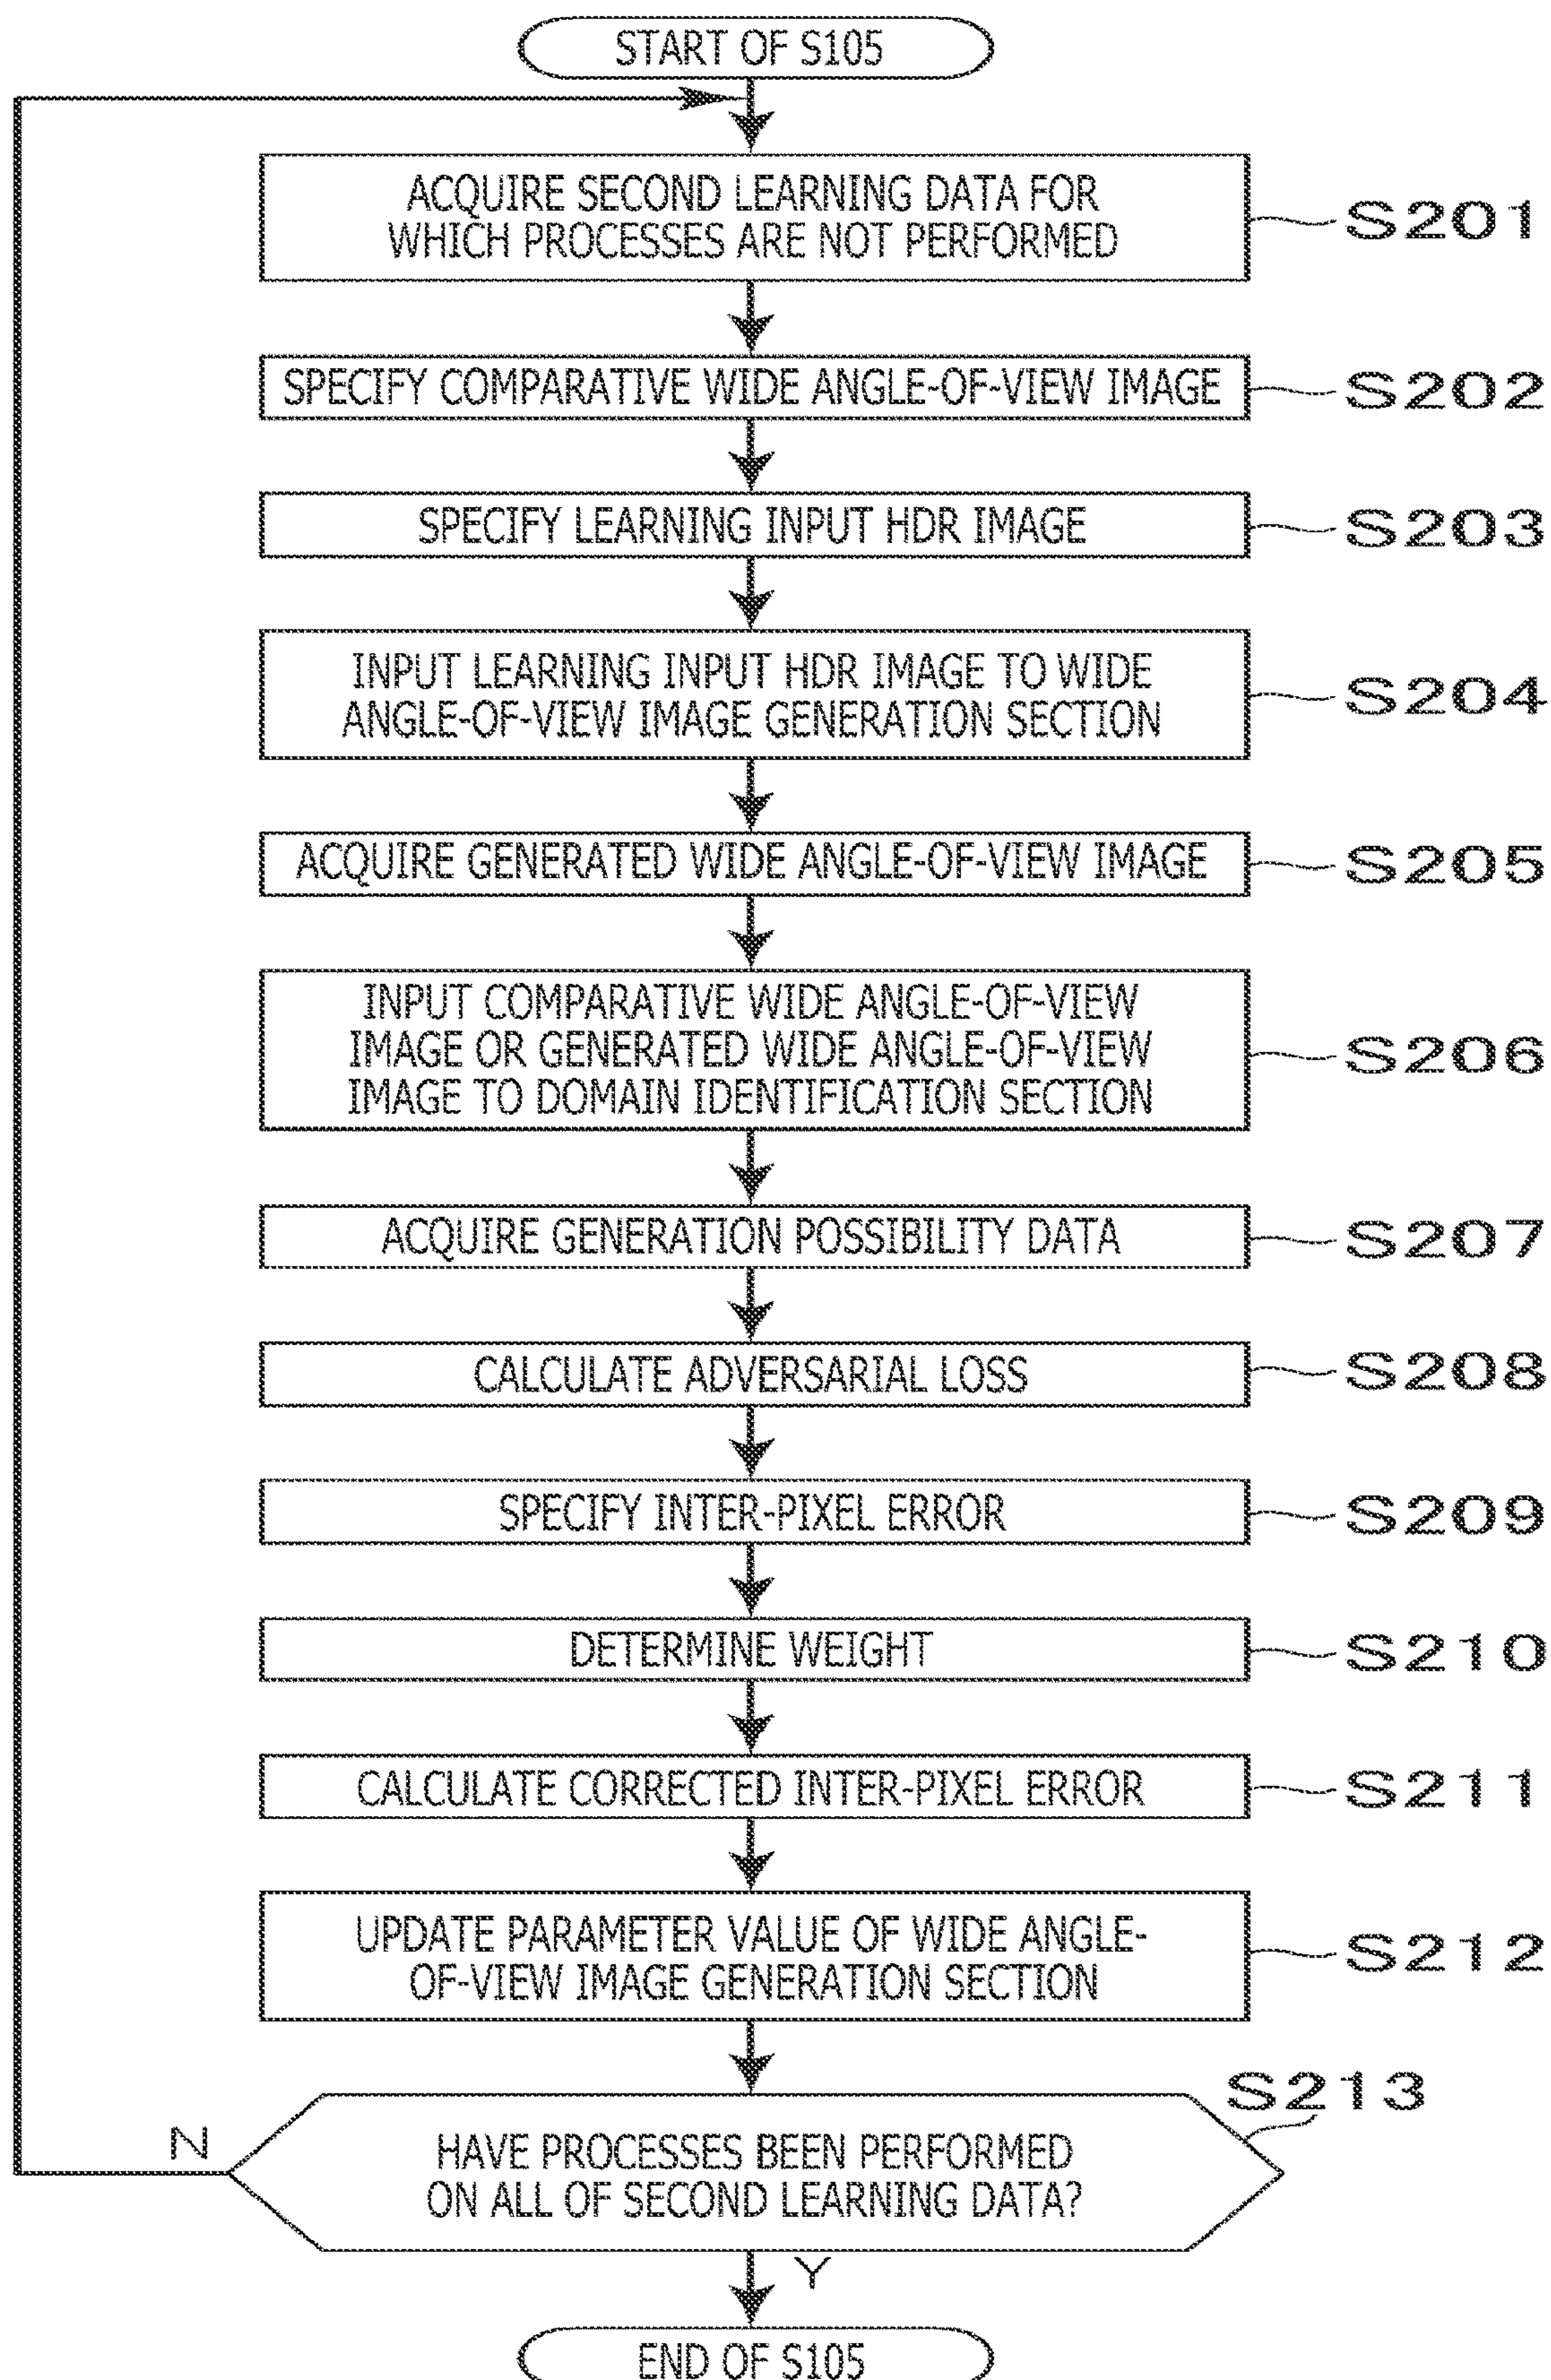 START OF S105
ACQUIRE SECOND LEARNING DATA FOR
WHICH PROCESSES ARE NOT PERFORMED
S201
SPECIFY COMPARATIVE WIDE ANGLE-OF-VIEW IMAGE
S202
SPECIFY LEARNING INPUT HDR IMAGE
S203
INPUT LEARNING INPUT HDR IMAGE TO WIDE
ANGLE-OF-VIEW IMAGE GENERATION SECTION
S204
ACQUIRE GENERATED WIDE ANGLE-OF-VIEW IMAGE
S205
INPUT COMPARATIVE WIDE ANGLE-OF-VIEW
IMAGE OR GENERATED WIDE ANGLE-OF-VIEW
IMAGE TO DOMAIN IDENTIFICATION SECTION
S206
ACQUIRE GENERATION POSSIBILITY DATA
S207
CALCULATE ADVERSARIAL LOSS
S208
SPECIFY INTER-PIXEL ERROR
S209
DETERMINE WEIGHT
S210
CALCULATE CORRECTED INTER-PIXEL ERROR
S211
UPDATE PARAMETER VALUE OF WIDE ANGLE-
OF-VIEW IMAGE GENERATION SECTION
S212
S213
N
HAVE PROCESSES BEEN PERFORMED
ON ALL OF SECOND LEARNING DATA?
Y
END OF S105